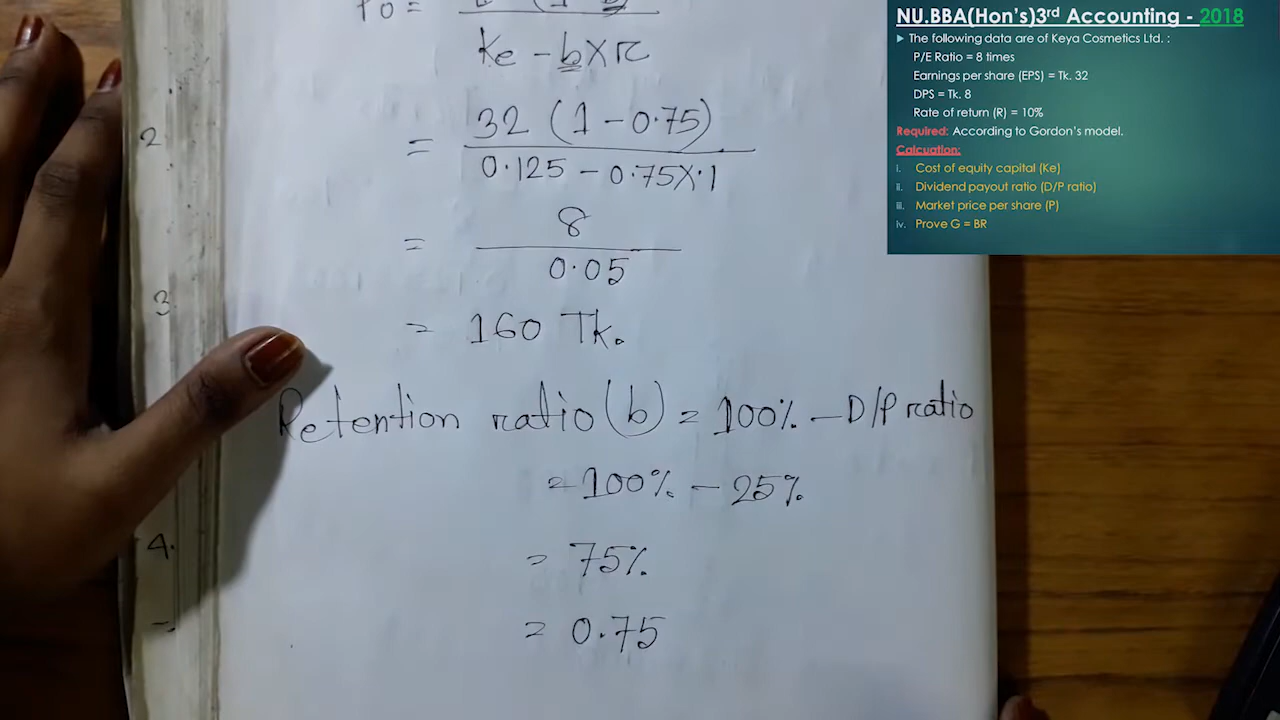 P0 =
Ke - b×r
= 32 (1 - 0.75)
0.125 - 0.75×.1
= 8
0.05
= 160 Tk.
Retention ratio (b) = 100% - D/P ratio
= 100% - 25%
= 75%
= 0.75
2
3
4.
NU.BBA(Hon's)3rd Accounting - 2018
The following data are of Keya Cosmetics Ltd. :
P/E Ratio = 8 times
Earnings per share (EPS) = Tk. 32
DPS = Tk. 8
Rate of return (R) = 10%
Required: According to Gordon's model.
Calcuation:
i. Cost of equity capital (Ke)
ii. Dividend payout ratio (D/P ratio)
iii. Market price per share (P)
iv. Prove G = BR